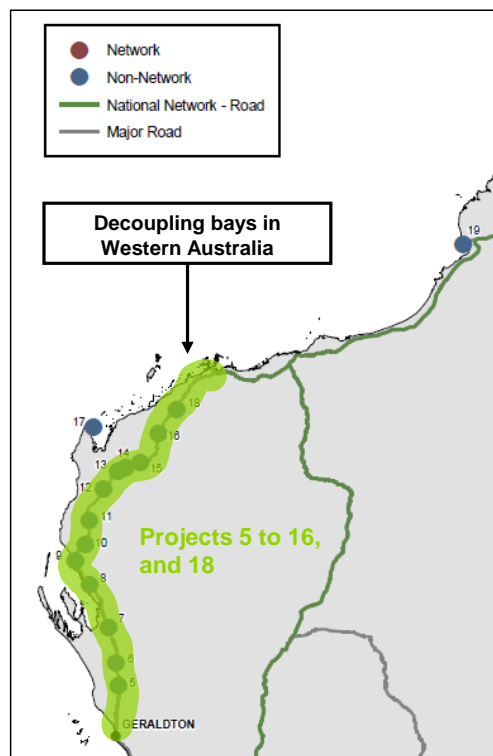 Network
Non-Network
National Network - Road
Major Road
Decoupling bays in
Western Australia
19
17
18
16
14
13
15
12
11
Projects 5 to 16,
and 18
10
9
8
7
6
5
GERALDTON